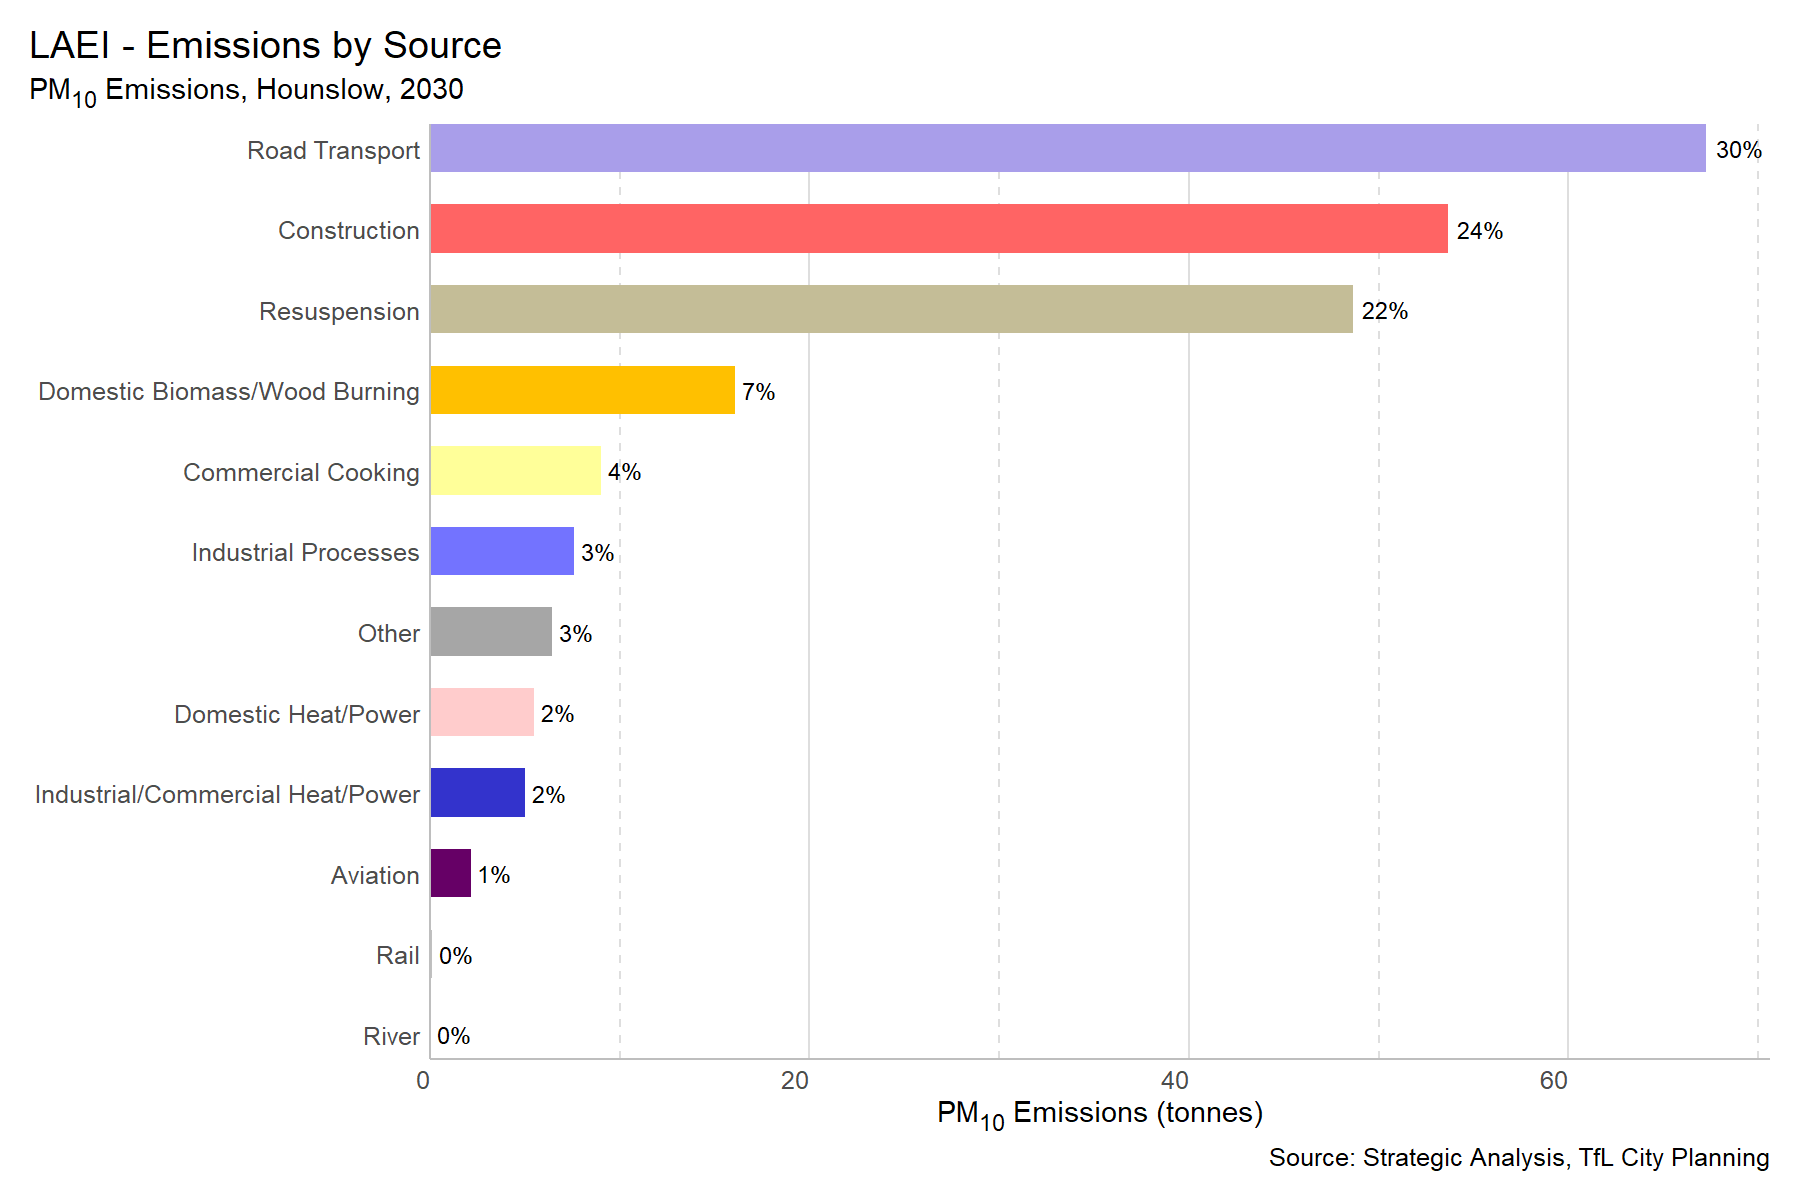 LAEI - Emissions by Source
PM10 Emissions, Hounslow, 2030
Road Transport 30%
Construction 24%
Resuspension 22%
Domestic Biomass/Wood Burning 7%
Commercial Cooking 4%
Industrial Processes 3%
Other 3%
Domestic Heat/Power 2%
Industrial/Commercial Heat/Power 2%
Aviation 1%
Rail 0%
River 0%
0 20 40 60
PM10 Emissions (tonnes)
Source: Strategic Analysis, TfL City Planning